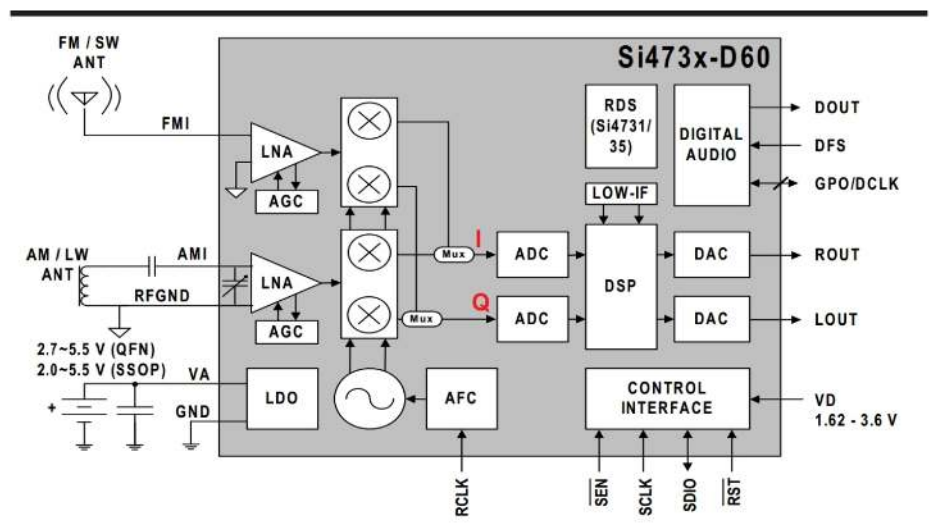 Si473x-D60
FM / SW
ANT
FMI
LNA
AGC
RDS
(Si4731/
35)
DIGITAL
AUDIO
DOUT
DFS
GPO/DCLK
LOW-IF
AM / LW
ANT
AMI
RFGND
LNA
AGC
Mux
I
ADC
DSP
DAC
ROUT
Mux
Q
ADC
DAC
LOUT
2.7~5.5 V (QFN)
2.0~5.5 V (SSOP)
VA
GND
+
LDO
AFC
CONTROL
INTERFACE
VD
1.62 - 3.6 V
RCLK
SEN
SCLK
SDIO
RST